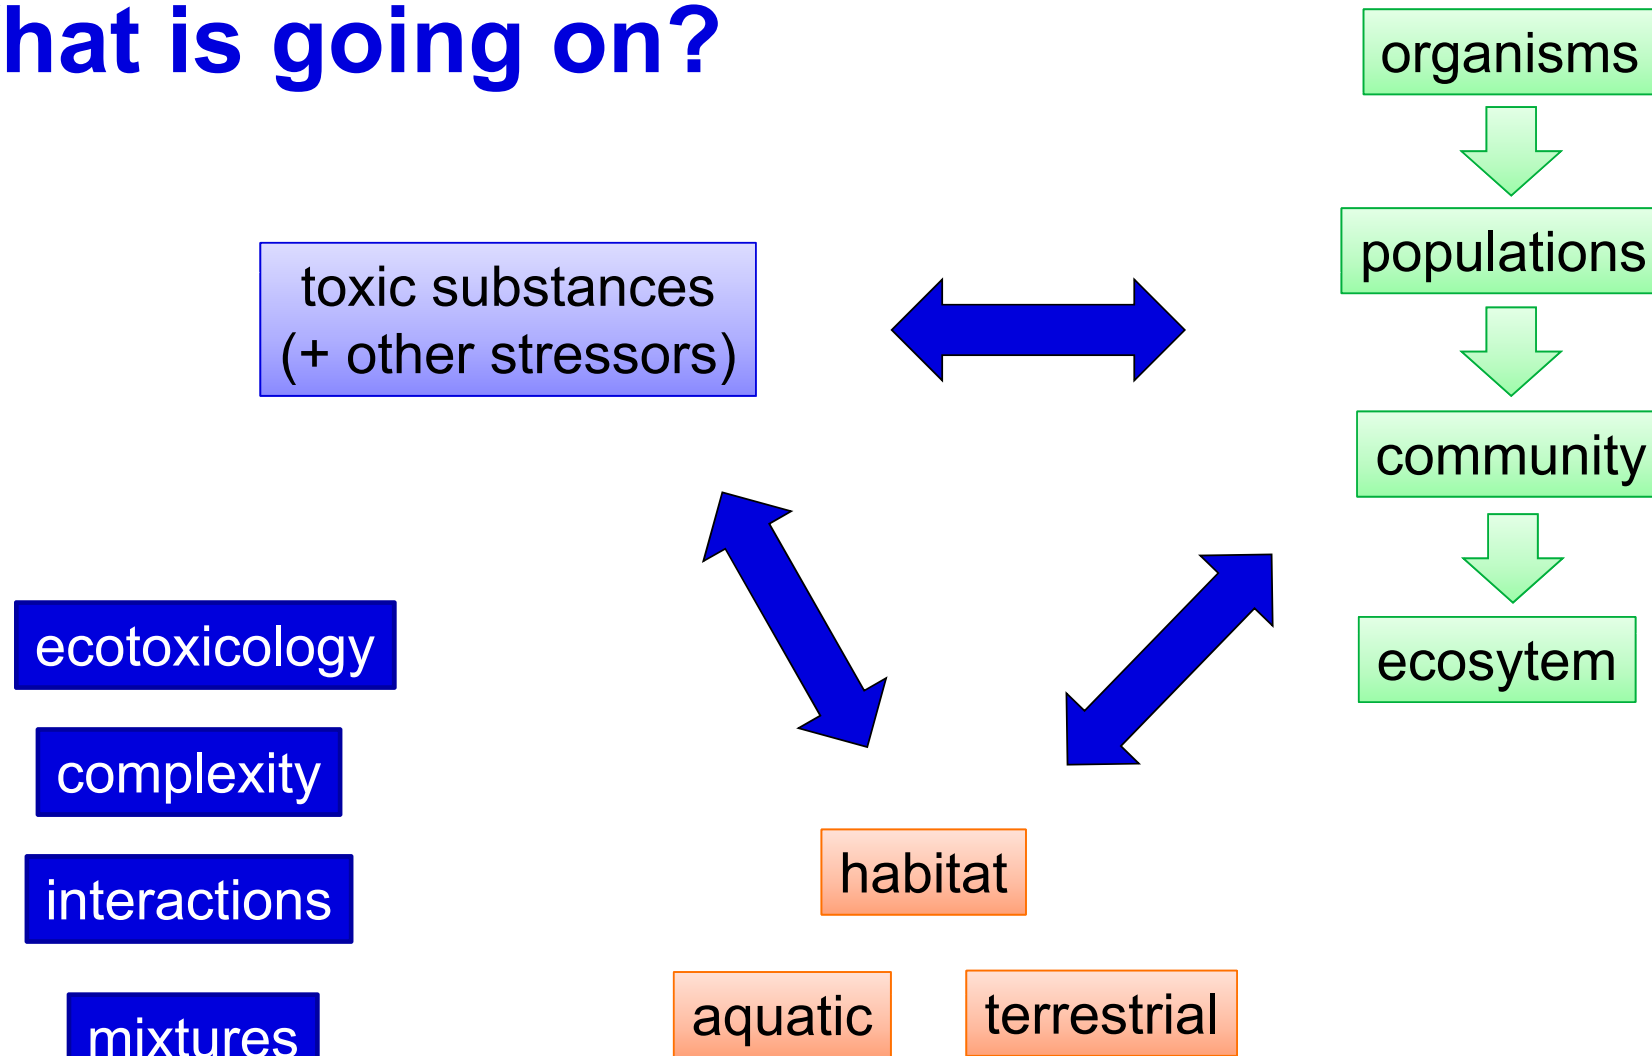 hat is going on?
organisms
populations
toxic substances
(+ other stressors)
community
ecosytem
ecotoxicology
complexity
interactions
mixtures
habitat
aquatic
terrestrial